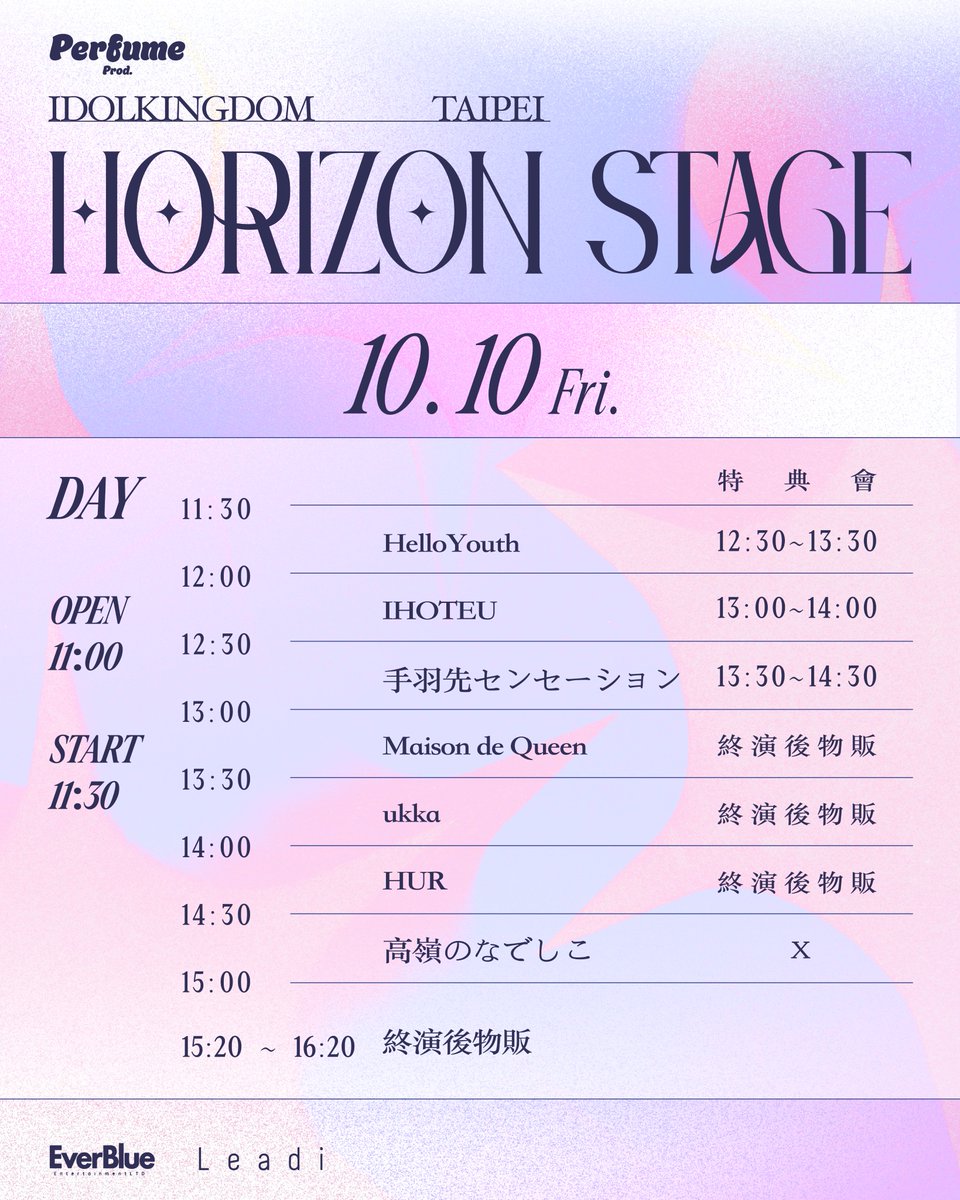 Perfume
Prod.
IDOLKINGDOM TAIPEI
HORIZON STAGE
10.10 Fri.
DAY
OPEN
11:00
START
11:30
特典會
11:30
HelloYouth 12:30~13:30
12:00
IHOTEU 13:00~14:00
12:30
手羽先センセーション 13:30~14:30
13:00
Maison de Queen 終演後物販
13:30
ukka 終演後物販
14:00
HUR 終演後物販
14:30
高嶺のなでしこ X
15:00
15:20 ~ 16:20 終演後物販
EverBlue
Entertainment LTD
Leadi